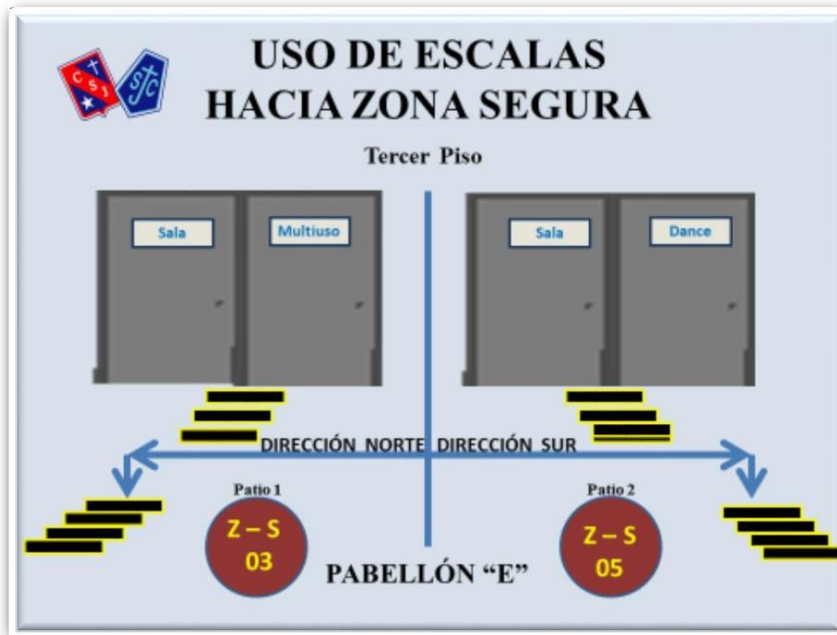 USO DE ESCALAS
HACIA ZONA SEGURA
C S J
SJC
Tercer Piso
Sala
Multiuso
Sala
Dance
DIRECCIÓN NORTE
DIRECCIÓN SUR
Patio 1
Patio 2
Z – S
03
Z – S
05
PABELLÓN “E”